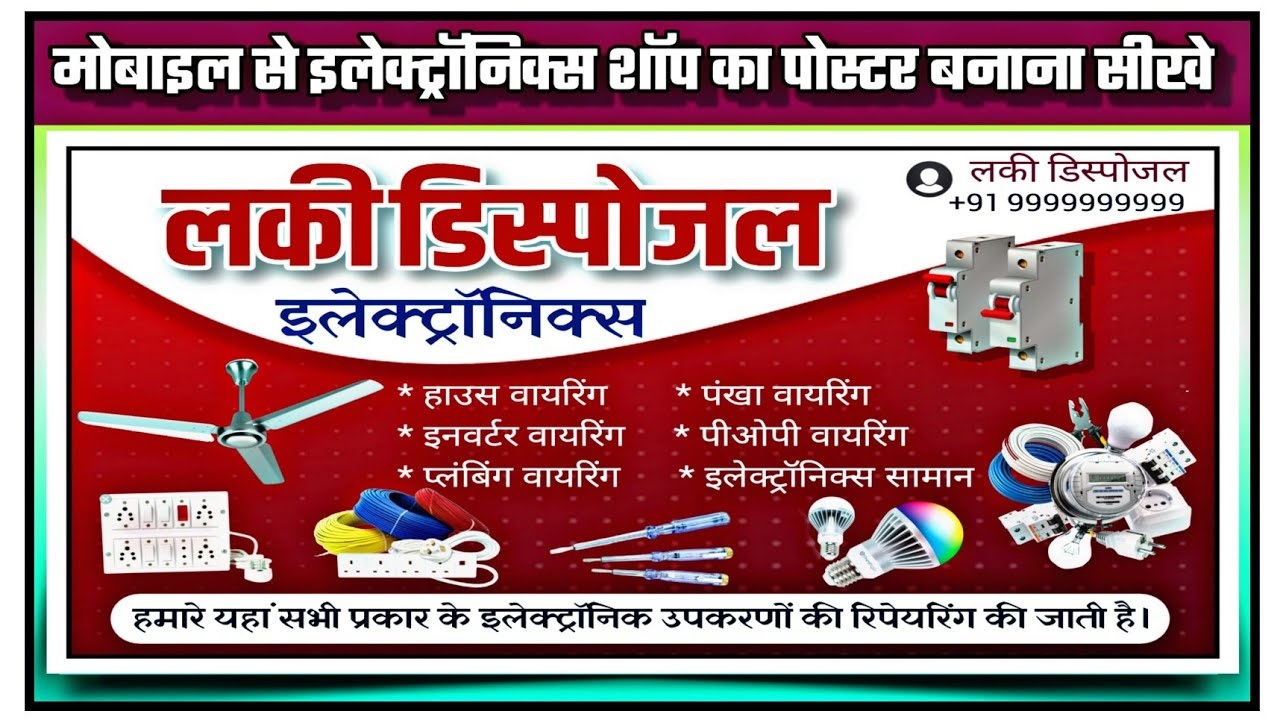 मोबाइल से इलेक्ट्रॉनिक्स शॉप का पोस्टर बनाना सीखे
लकी डिस्पोजल
+91 9999999999
लकी डिस्पोजल
इलेक्ट्रॉनिक्स
* हाउस वायरिंग
* पंखा वायरिंग
* इनवर्टर वायरिंग
* पीओपी वायरिंग
* प्लंबिंग वायरिंग
* इलेक्ट्रॉनिक्स सामान
हमारे यहां सभी प्रकार के इलेक्ट्रॉनिक उपकरणों की रिपेयरिंग की जाती है।